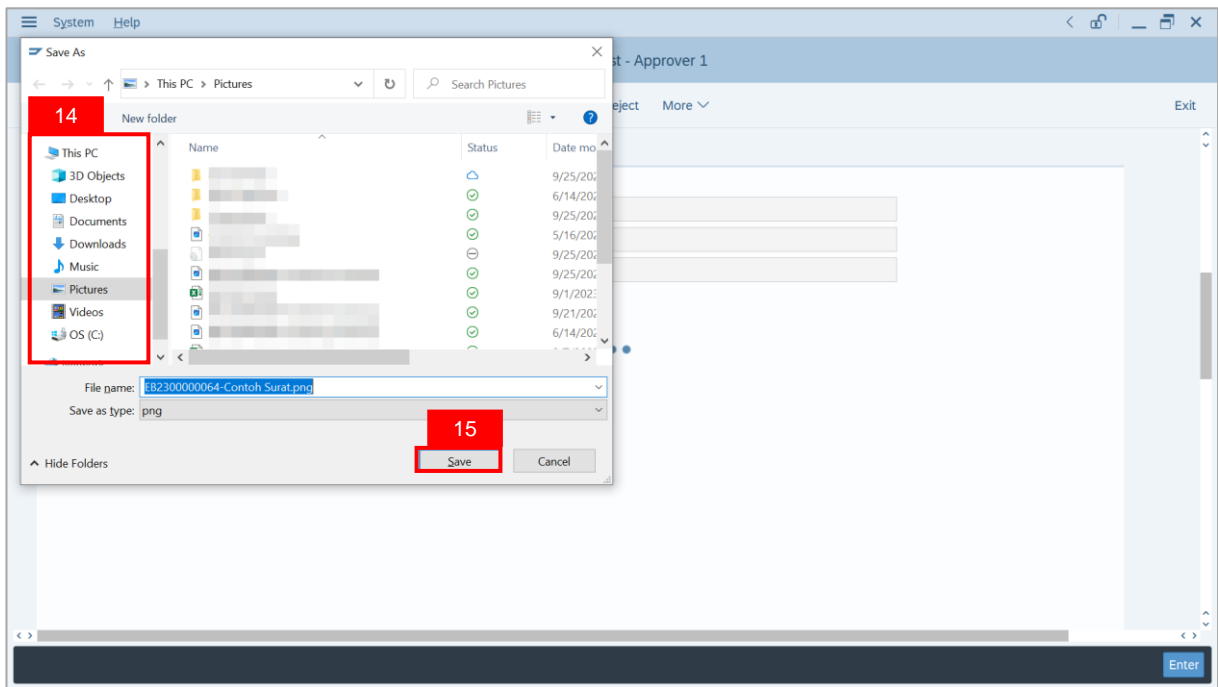 System Help
Save As
st - Approver 1
This PC > Pictures
Search Pictures
eject More
Exit
14
New folder
Name Status Date mo
This PC
3D Objects
Desktop
Documents
Downloads
Music
Pictures
Videos
OS (C:)
9/25/202
6/14/202
9/25/202
5/16/202
9/25/202
9/25/202
9/1/2023
9/21/202
6/14/202
File name: EB2300000064-Contoh Surat.png
Save as type: png
15
Hide Folders
Save Cancel
Enter